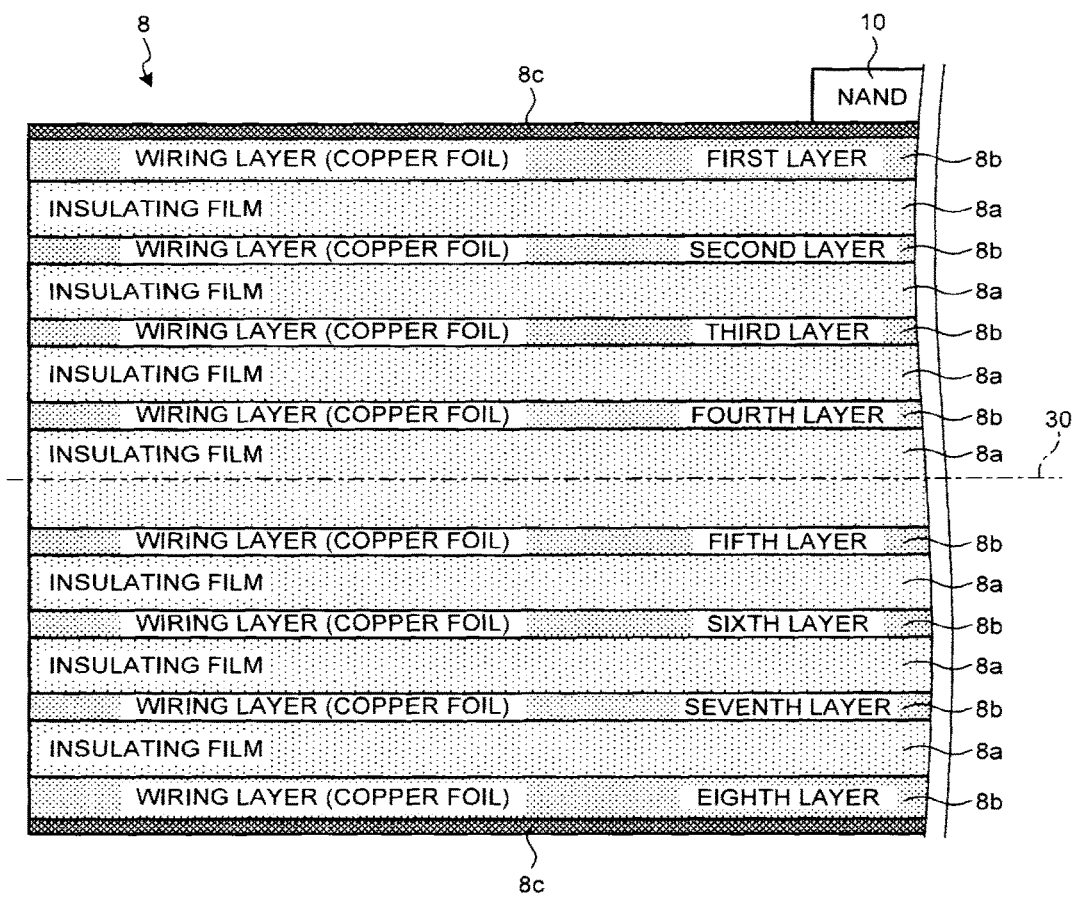 8
10
8c
NAND
WIRING LAYER (COPPER FOIL) FIRST LAYER 8b
INSULATING FILM 8a
WIRING LAYER (COPPER FOIL) SECOND LAYER 8b
INSULATING FILM 8a
WIRING LAYER (COPPER FOIL) THIRD LAYER 8b
INSULATING FILM 8a
WIRING LAYER (COPPER FOIL) FOURTH LAYER 8b
INSULATING FILM 8a
30
WIRING LAYER (COPPER FOIL) FIFTH LAYER 8b
INSULATING FILM 8a
WIRING LAYER (COPPER FOIL) SIXTH LAYER 8b
INSULATING FILM 8a
WIRING LAYER (COPPER FOIL) SEVENTH LAYER 8b
INSULATING FILM 8a
WIRING LAYER (COPPER FOIL) EIGHTH LAYER 8b
8c